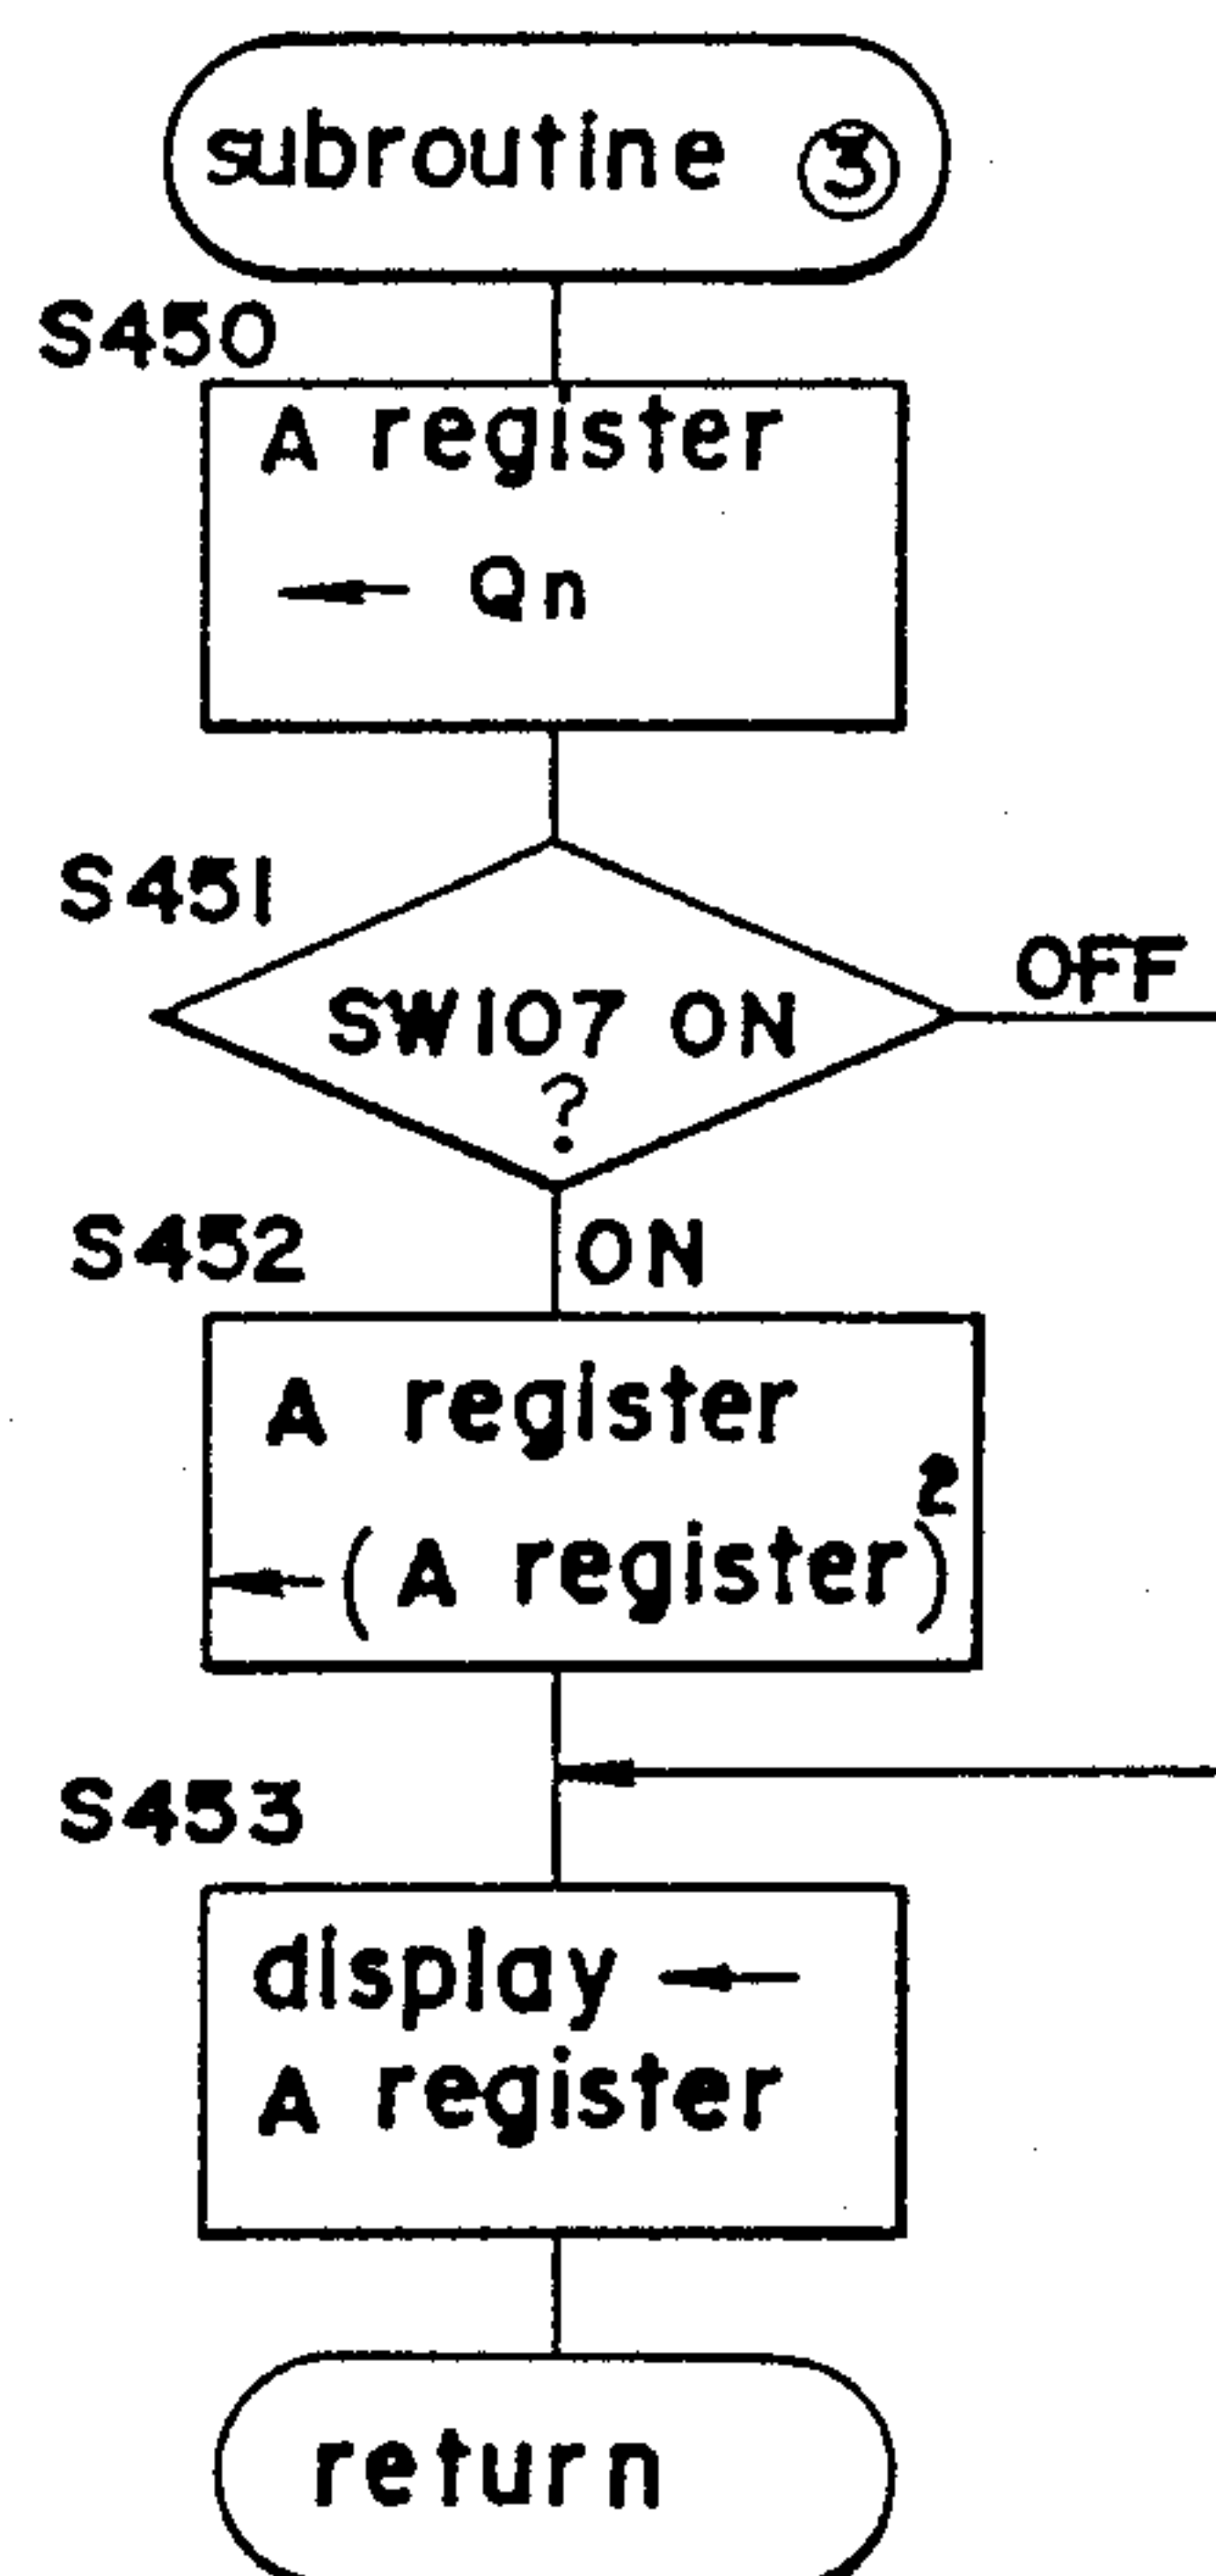 subroutine ③
S450
A register
← Qn
S451
SW107 ON
?
OFF
S452
ON
A register
←(A register)²
S453
display ←
A register
return